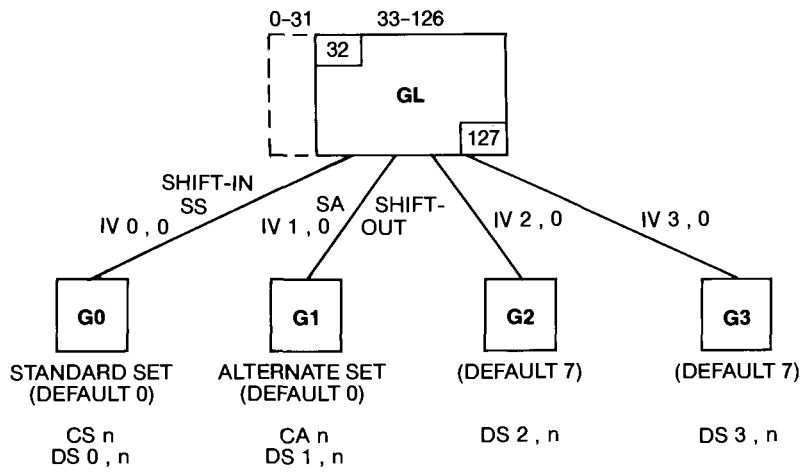 0-31 33-126
32
GL
127
SHIFT-IN
SS
IV 0 , 0
SA SHIFT-
IV 1 , 0 OUT
IV 2 , 0
IV 3 , 0
G0 G1 G2 G3
STANDARD SET ALTERNATE SET (DEFAULT 7) (DEFAULT 7)
(DEFAULT 0) (DEFAULT 0)
CS n CA n DS 2 , n DS 3 , n
DS 0 , n DS 1 , n